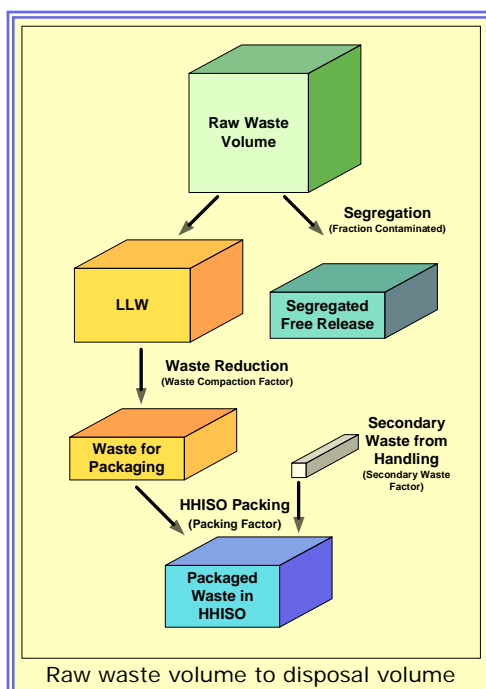 Raw Waste
Volume
Segregation
(Fraction Contaminated)
LLW
Segregated
Free Release
Waste Reduction
(Waste Compaction Factor)
Waste for
Packaging
Secondary
Waste from
Handling
(Secondary Waste
Factor)
HHISO Packing
(Packing Factor)
Packaged
Waste in
HHISO
Raw waste volume to disposal volume